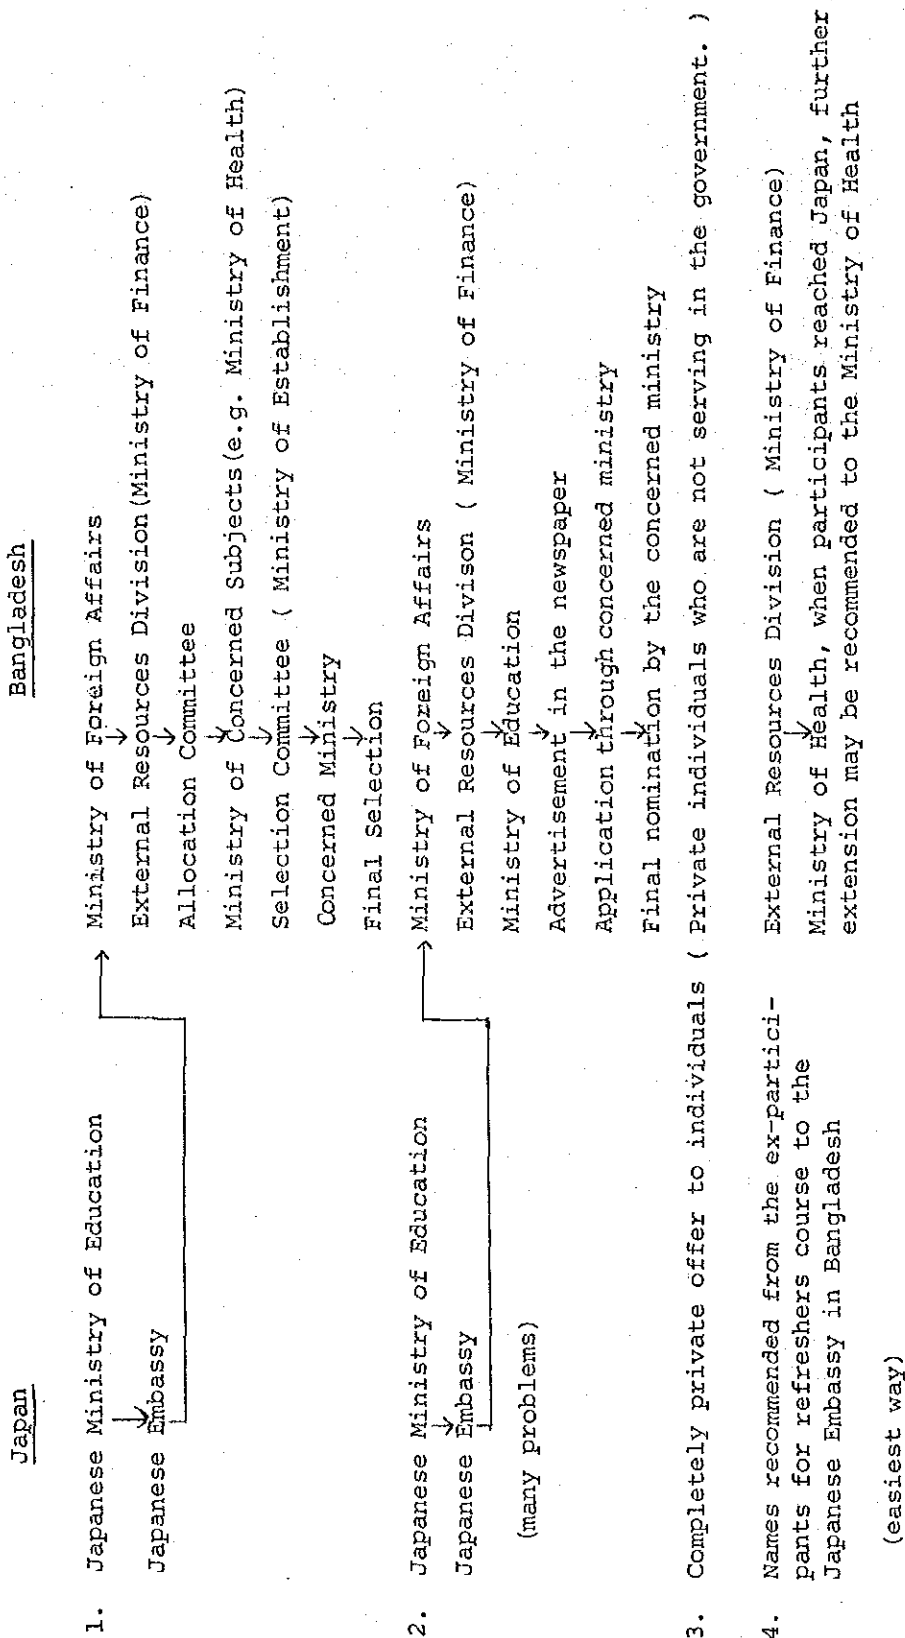 Japan
Bangladesh
1. Japanese Ministry of Education
Japanese Embassy
Ministry of Foreign Affairs
External Resources Division(Ministry of Finance)
Allocation Committee
Ministry of Concerned Subjects(e.g. Ministry of Health)
Selection Committee ( Ministry of Establishment)
Concerned Ministry
Final Selection
2. Japanese Ministry of Education
Japanese Embassy
(many problems)
Ministry of Foreign Affairs
External Resources Divison ( Ministry of Finance)
Ministry of Education
Advertisement in the newspaper
Application through concerned ministry
Final nomination by the concerned ministry
3. Completely private offer to individuals ( Private individuals who are not serving in the government. )
4. Names recommended from the ex-partici-
pants for refreshers course to the
Japanese Embassy in Bangladesh
(easiest way)
External Resources Division ( Ministry of Finance)
Ministry of Health, when participants reached Japan, further
extension may be recommended to the Ministry of Health